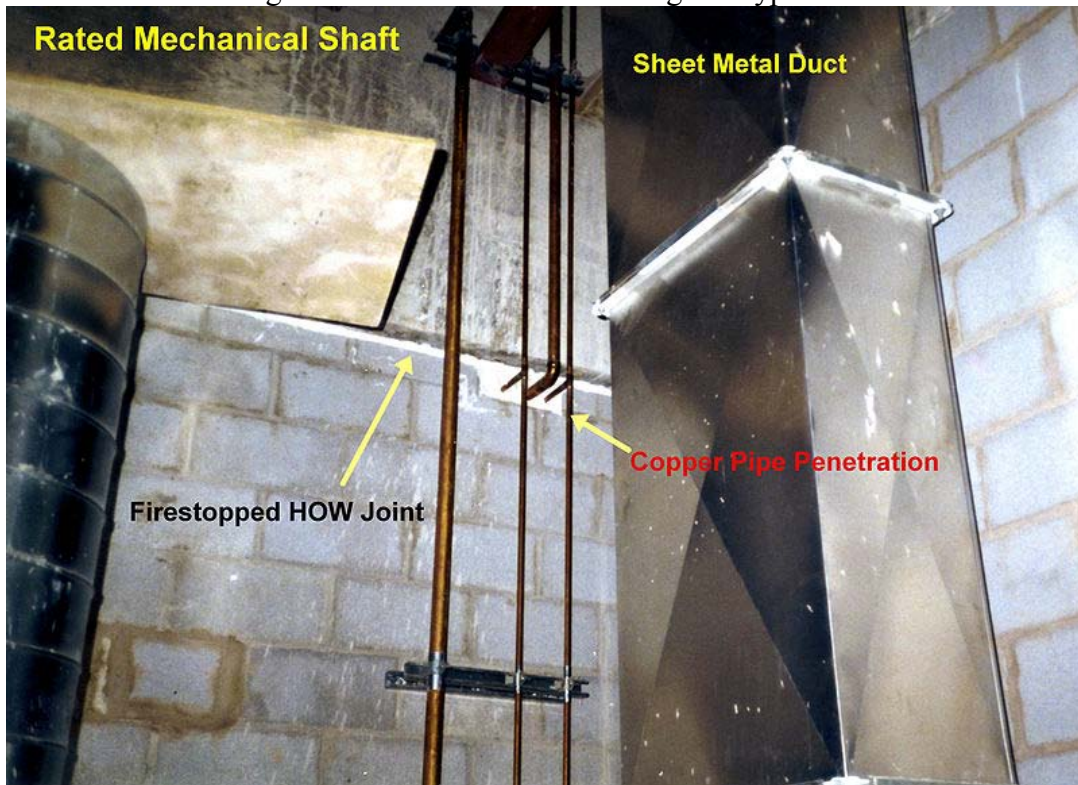 Rated Mechanical Shaft
Sheet Metal Duct
Copper Pipe Penetration
Firestopped HOW Joint